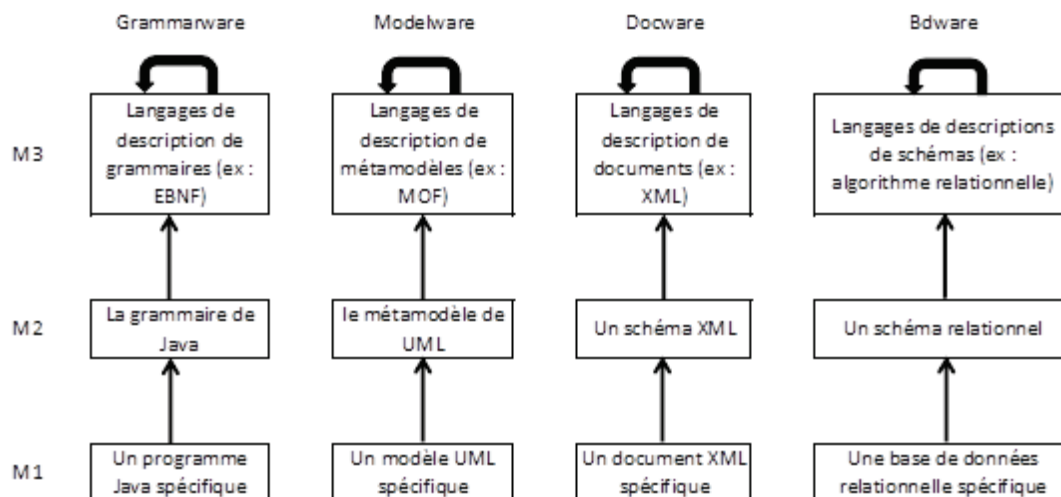 Grammarware
Modelware
Docware
Bdware
M3
Langages de
description de
grammaires (ex :
EBNF)
Langages de
description de
métamodèles (ex :
MOF)
Langages de
description de
documents (ex :
XML)
Langages de descriptions
de schémas (ex :
algorithme relationnelle)
M2
La grammaire de
Java
le métamodèle de
UML
Un schéma XML
Un schéma relationnel
M1
Un programme
Java spécifique
Un modèle UML
spécifique
Un document XML
spécifique
Une base de données
relationnelle spécifique